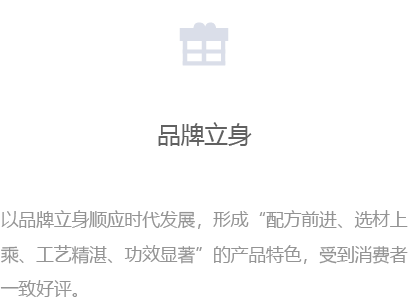 品牌立身
以品牌立身顺应时代发展，形成“配方前进、选材上
乘、工艺精湛、功效显著”的产品特色，受到消费者
一致好评。